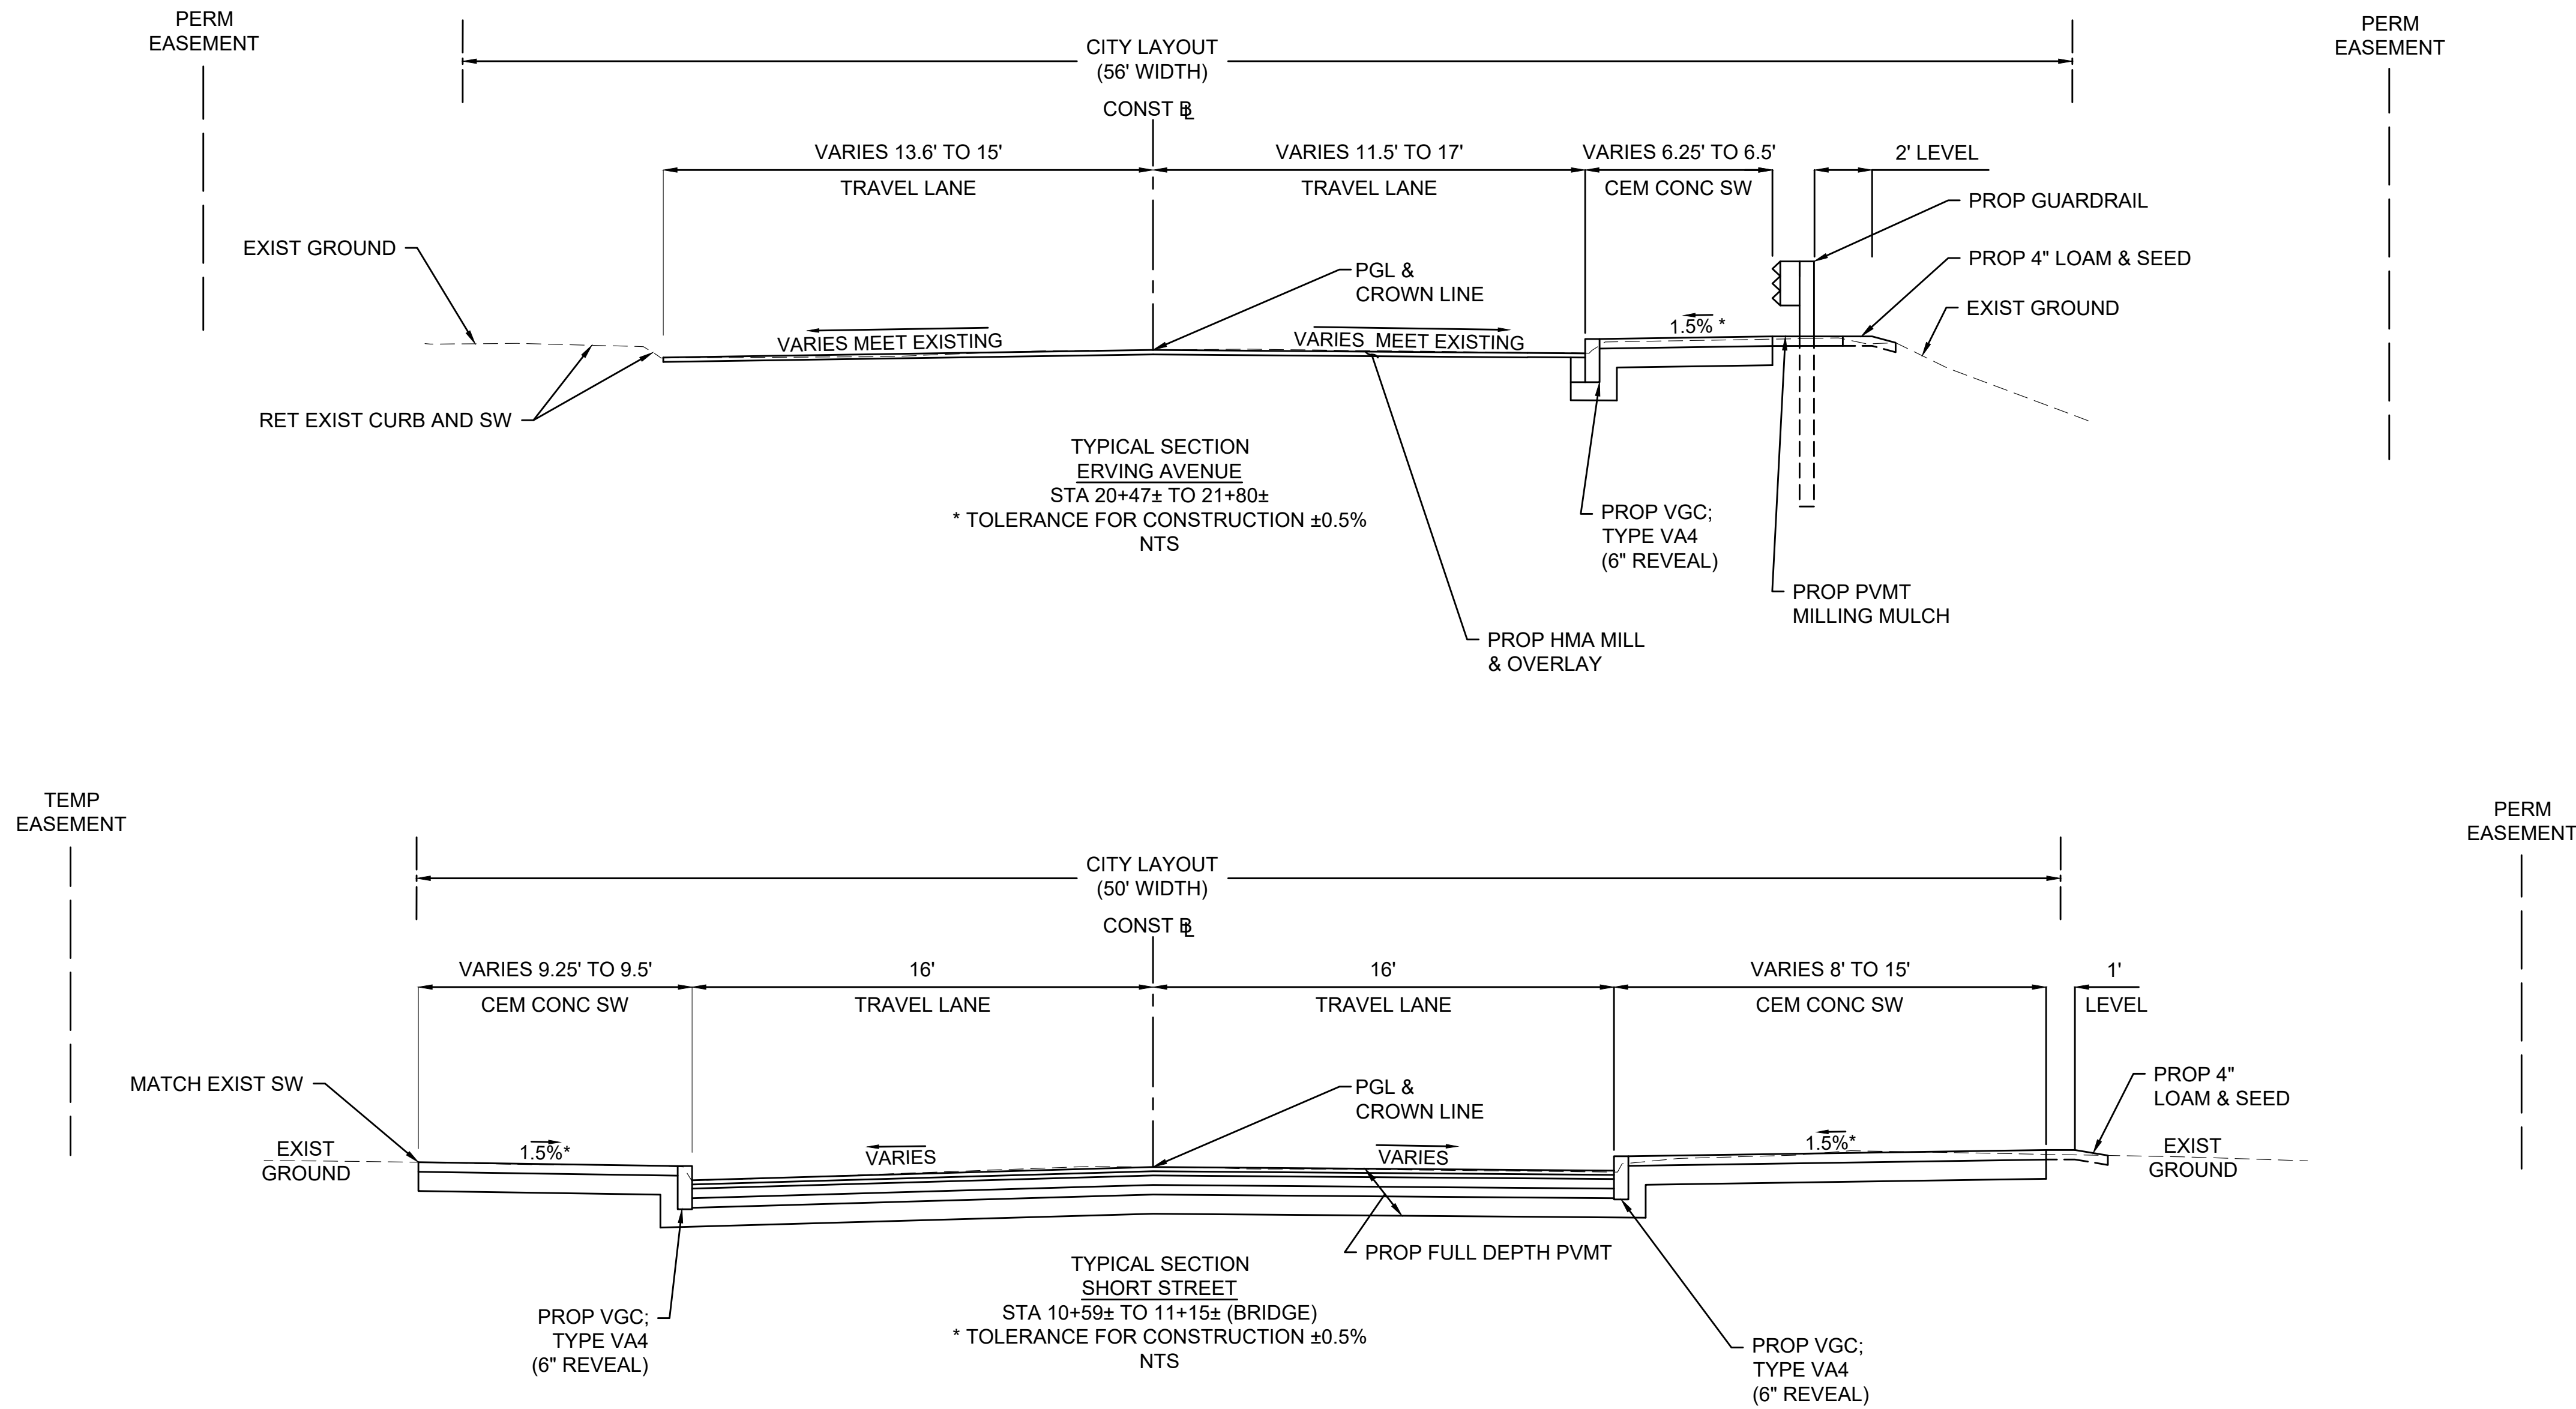 PERM
EASEMENT
CITY LAYOUT
(56' WIDTH)
PERM
EASEMENT
CONST BL
VARIES 13.6' TO 15'
TRAVEL LANE
VARIES 11.5' TO 17'
TRAVEL LANE
VARIES 6.25' TO 6.5'
CEM CONC SW
2' LEVEL
PROP GUARDRAIL
EXIST GROUND
PROP 4" LOAM & SEED
PGL &
CROWN LINE
EXIST GROUND
VARIES MEET EXISTING
VARIES MEET EXISTING
1.5% *
RET EXIST CURB AND SW
TYPICAL SECTION
ERVING AVENUE
STA 20+47± TO 21+80±
* TOLERANCE FOR CONSTRUCTION ±0.5%
NTS
PROP VGC;
TYPE VA4
(6" REVEAL)
PROP PVMT
MILLING MULCH
PROP HMA MILL
& OVERLAY
TEMP
EASEMENT
CITY LAYOUT
(50' WIDTH)
PERM
EASEMENT
CONST BL
VARIES 9.25' TO 9.5'
CEM CONC SW
16'
TRAVEL LANE
16'
TRAVEL LANE
VARIES 8' TO 15'
CEM CONC SW
1'
LEVEL
MATCH EXIST SW
PGL &
CROWN LINE
PROP 4"
LOAM & SEED
EXIST
GROUND
1.5%*
VARIES
VARIES
1.5%*
EXIST
GROUND
PROP FULL DEPTH PVMT
TYPICAL SECTION
SHORT STREET
STA 10+59± TO 11+15± (BRIDGE)
* TOLERANCE FOR CONSTRUCTION ±0.5%
NTS
PROP VGC;
TYPE VA4
(6" REVEAL)
PROP VGC;
TYPE VA4
(6" REVEAL)